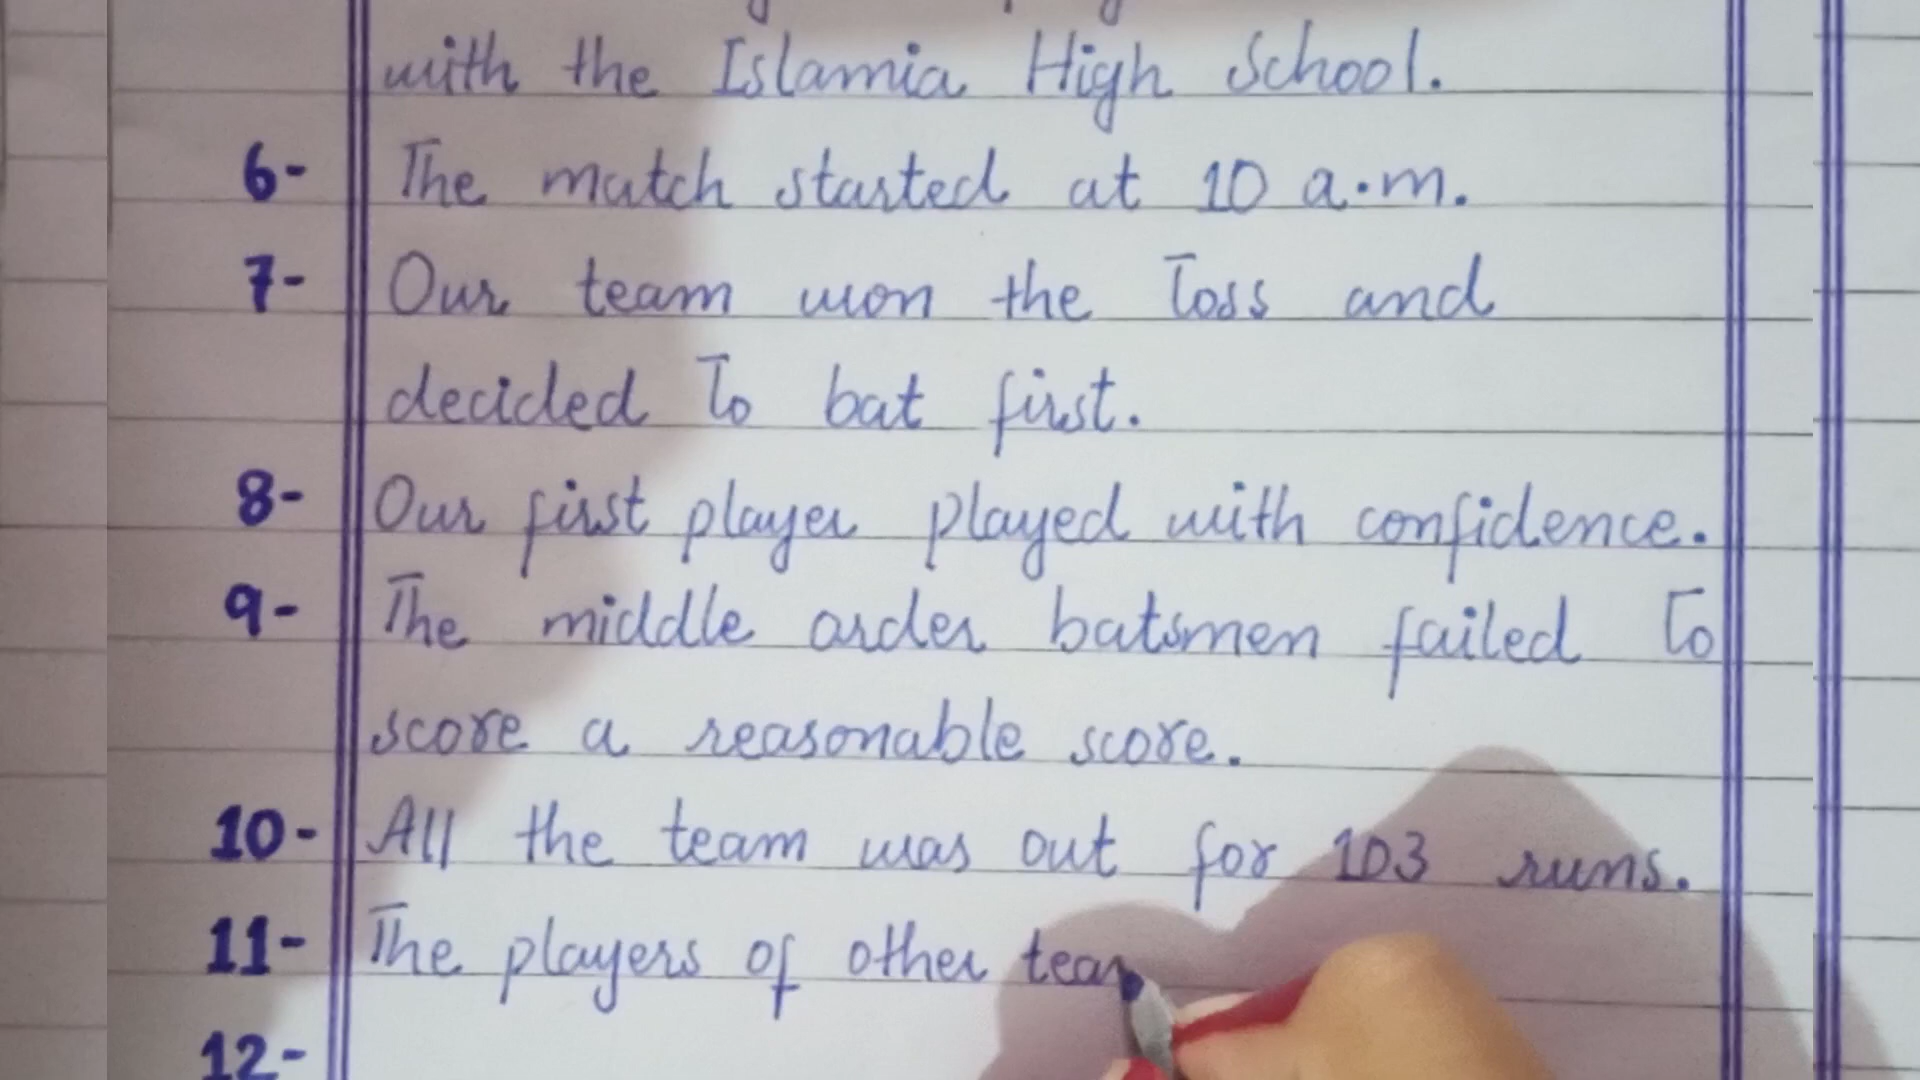 with the Islamia High School.
6- The match started at 10 a.m.
7- Our team won the Toss and
decided To bat first.
8- Our first player played with confidence.
9- The middle order batsmen failed To
score a reasonable score.
10- All the team was out for 103 runs.
11- The players of other team
12-